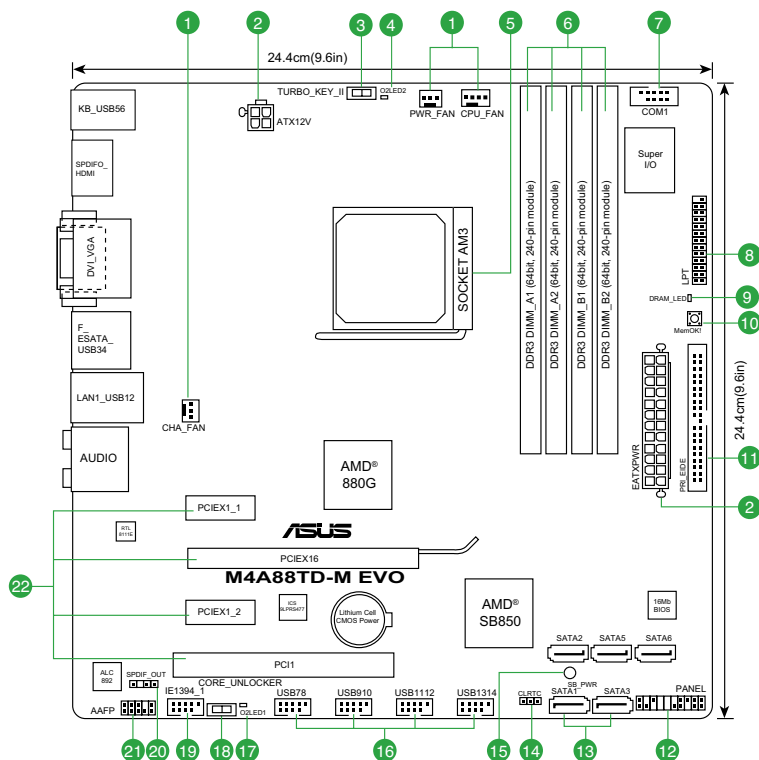 1
2
3
4
1
5
6
7
24.4cm(9.6in)
KB_USB56
TURBO_KEY_II
O2LED2
ATX12V
PWR_FAN
CPU_FAN
COM1
SPDIFO_
HDMI
Super
I/O
DVI_VGA
SOCKET AM3
DDR3 DIMM_A1 (64bit, 240-pin module)
DDR3 DIMM_A2 (64bit, 240-pin module)
DDR3 DIMM_B1 (64bit, 240-pin module)
DDR3 DIMM_B2 (64bit, 240-pin module)
LPT
8
DRAM_LED
9
MemOK!
10
F_
ESATA_
USB34
LAN1_USB12
CHA_FAN
AUDIO
AMD®
880G
EATXPWR
PRI_EIDE
24.4cm(9.6in)
11
2
PCIEX1_1
RTL
8111E
ASUS
PCIEX16
M4A88TD-M EVO
22
PCIEX1_2
ICS
9LPRS477
Lithium Cell
CMOS Power
AMD®
SB850
16Mb
BIOS
SATA2
SATA5
SATA6
PCI1
ALC
892
SPDIF_OUT
CORE_UNLOCKER
SB_PWR
AAFP
IE1394_1
O2LED1
USB78
USB910
USB1112
USB1314
CLRTC
SATA1
SATA3
PANEL
21
20
19
18
17
16
15
14
13
12